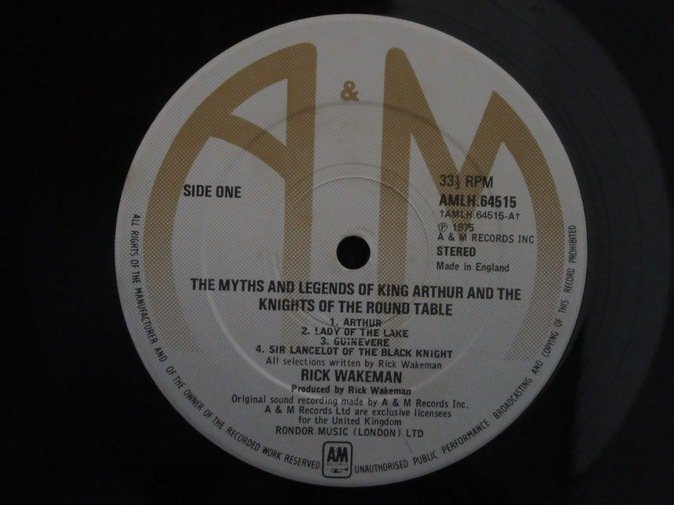 A & M
SIDE ONE
33⅓ RPM
AMLH.64515
†AMLH.64515-A†
Ⓟ 1975
A & M RECORDS INC
STEREO
Made in England
THE MYTHS AND LEGENDS OF KING ARTHUR AND THE
KNIGHTS OF THE ROUND TABLE
1. ARTHUR
2. LADY OF THE LAKE
3. GUINEVERE
4. SIR LANCELOT OF THE BLACK KNIGHT
All selections written by Rick Wakeman
RICK WAKEMAN
Produced by Rick Wakeman
Original sound recording made by A & M Records Inc.
A & M Records Ltd are exclusive licensees
for the United Kingdom
RONDOR MUSIC (LONDON) LTD
AM
RECORDS
ALL RIGHTS OF THE MANUFACTURER AND OF THE OWNER OF THE RECORDED WORK RESERVED
UNAUTHORISED PUBLIC PERFORMANCE BROADCASTING AND COPYING OF THIS RECORD PROHIBITED